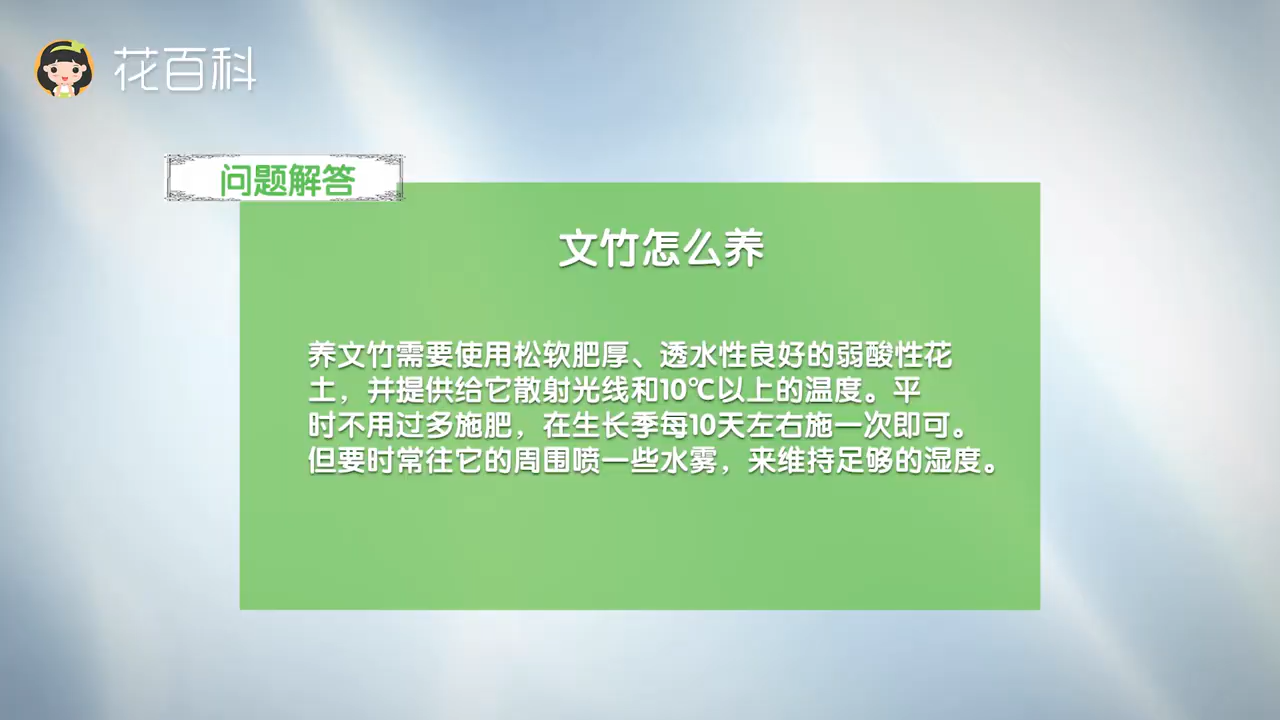 花百科
问题解答
文竹怎么养
养文竹需要使用松软肥厚、透水性良好的弱酸性花
土，并提供给它散射光线和10℃以上的温度。平
时不用过多施肥，在生长季每10天左右施一次即可。
但要时常往它的周围喷一些水雾，来维持足够的湿度。